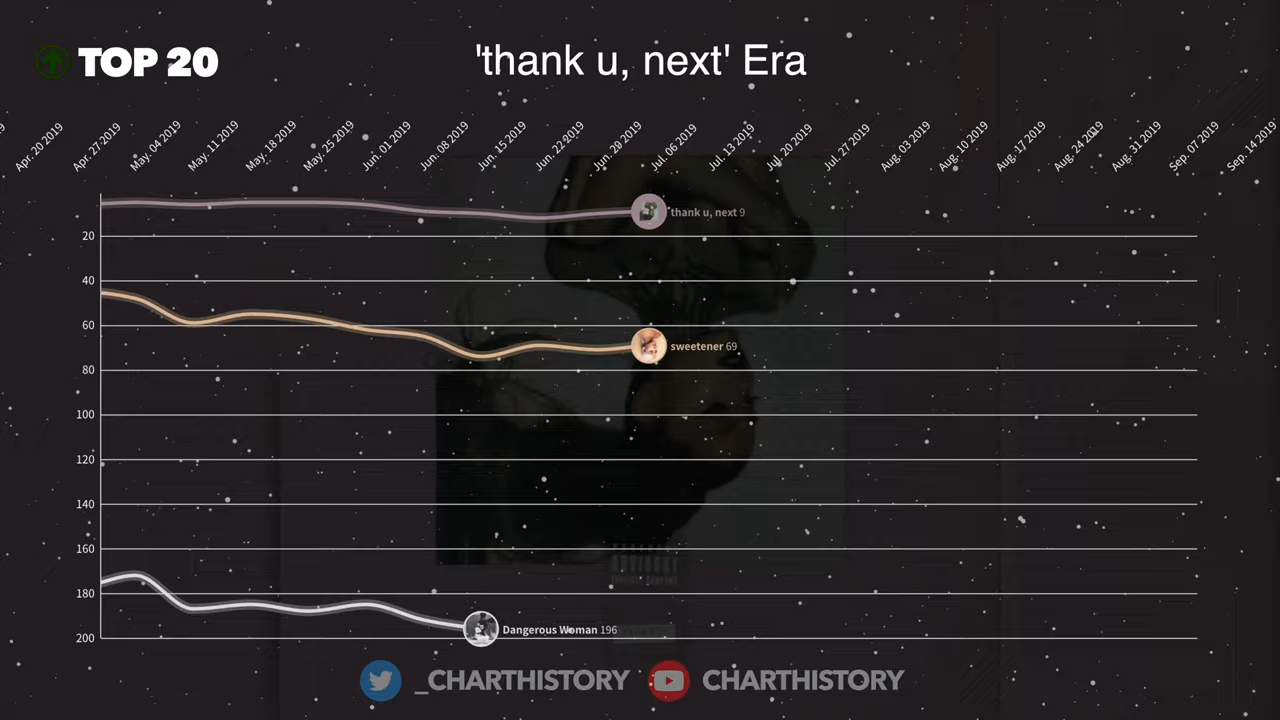 TOP 20
'thank u, next' Era
Apr. 20 2019
Apr. 27 2019
May. 04 2019
May. 11 2019
May. 18 2019
May. 25 2019
Jun. 01 2019
Jun. 08 2019
Jun. 15 2019
Jun. 22 2019
Jun. 29 2019
Jul. 06 2019
Jul. 13 2019
Jul. 20 2019
Jul. 27 2019
Aug. 03 2019
Aug. 10 2019
Aug. 17 2019
Aug. 24 2019
Aug. 31 2019
Sep. 07 2019
Sep. 14 2019
thank u, next 9
20
40
60
sweetener 69
80
100
120
140
160
ADVISORY
180
Dangerous Woman 196
200
_CHARTHISTORY
CHARTHISTORY